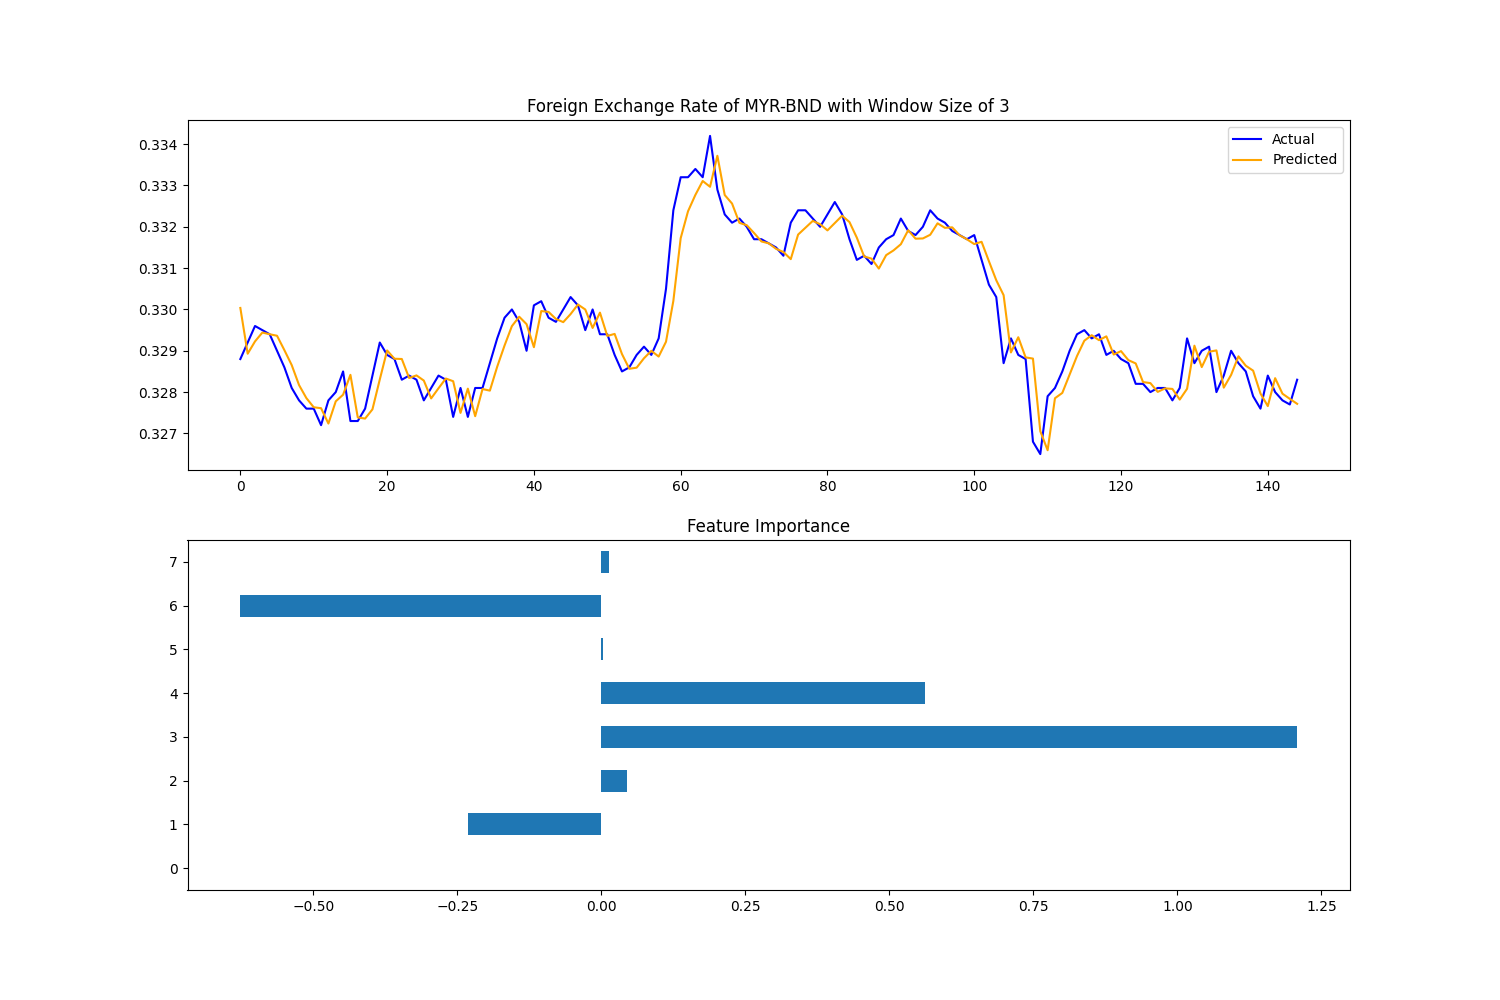 Foreign Exchange Rate of MYR-BND with Window Size of 3
Actual
Predicted
0.334
0.333
0.332
0.331
0.330
0.329
0.328
0.327
0 20 40 60 80 100 120 140
Feature Importance
7
6
5
4
3
2
1
0
−0.50 −0.25 0.00 0.25 0.50 0.75 1.00 1.25